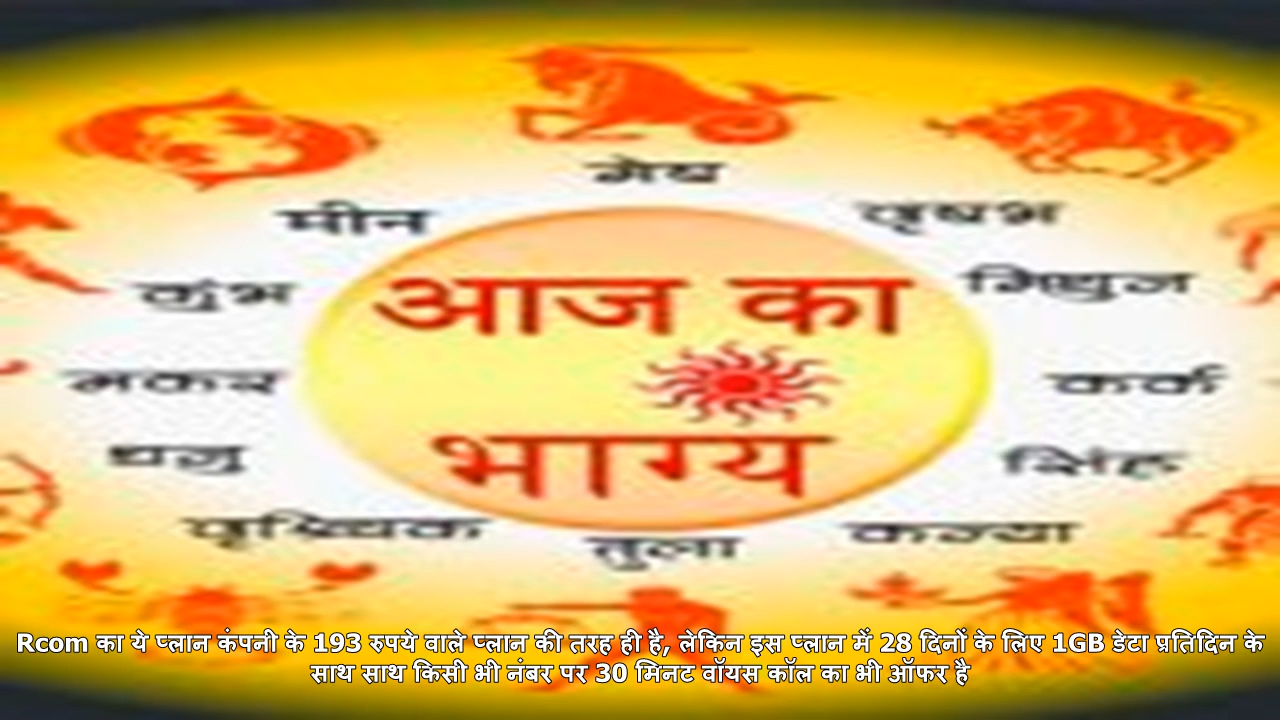 मेष
मीन
वृषभ
आज का
कुंभ
मिथुन
मकर
कर्क
भाग्य
धनु
सिंह
वृश्चिक
तुला
कन्या
Rcom का ये प्लान कंपनी के 193 रुपये वाले प्लान की तरह ही है, लेकिन इस प्लान में 28 दिनों के लिए 1GB डेटा प्रतिदिन के
साथ साथ किसी भी नंबर पर 30 मिनट वॉयस कॉल का भी ऑफर है